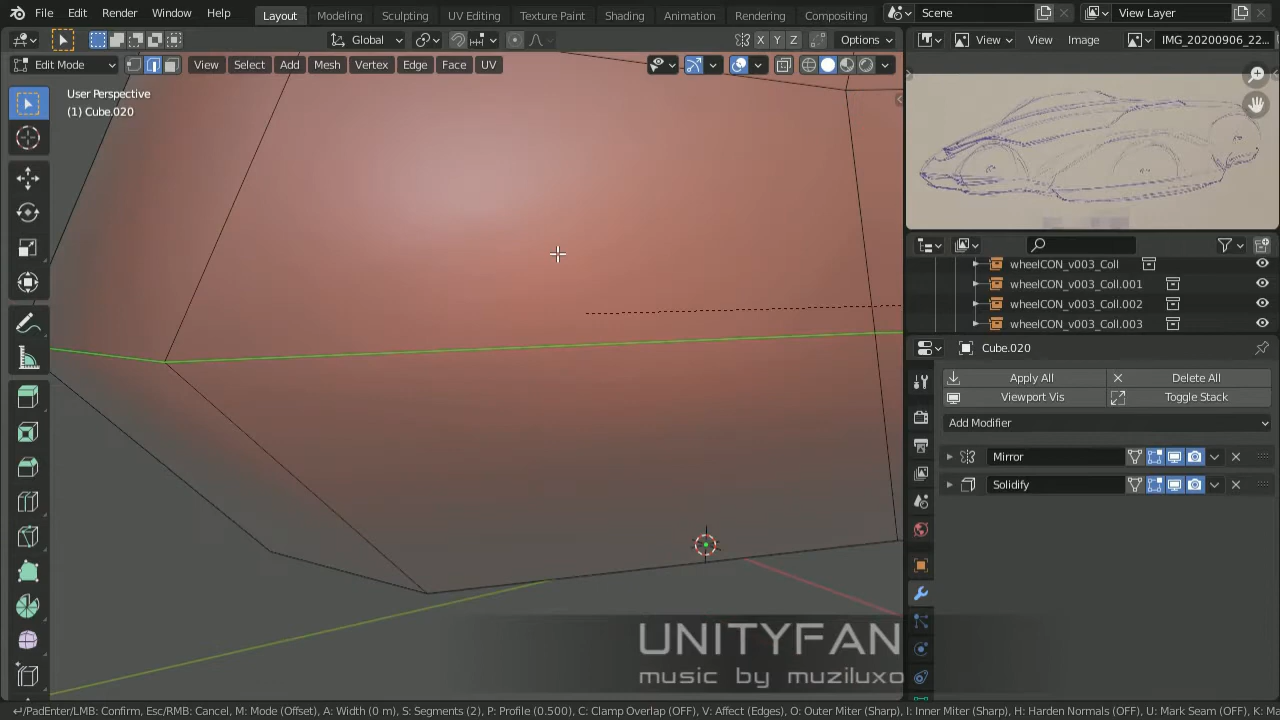 File Edit Render Window Help Layout Modeling Sculpting UV Editing Texture Paint Shading Animation Rendering Compositing Scene View Layer
Global X Y Z Options View View Image IMG_20200906_22...
Edit Mode View Select Add Mesh Vertex Edge Face UV
User Perspective
(1) Cube.020
wheelCON_v003_Coll
wheelCON_v003_Coll.001
wheelCON_v003_Coll.002
wheelCON_v003_Coll.003
Cube.020
Apply All Delete All
Viewport Vis Toggle Stack
Add Modifier
Mirror
Solidify
UNITYFAN
music by muziluxo
/PadEnter/LMB: Confirm, Esc/RMB: Cancel, M: Mode (Offset), A: Width (0 m), S: Segments (2), P: Profile (0.500), C: Clamp Overlap (OFF), V: Affect (Edges), O: Outer Miter (Sharp), I: Inner Miter (Sharp), H: Harden Normals (OFF), U: Mark Seam (OFF), K: Ma